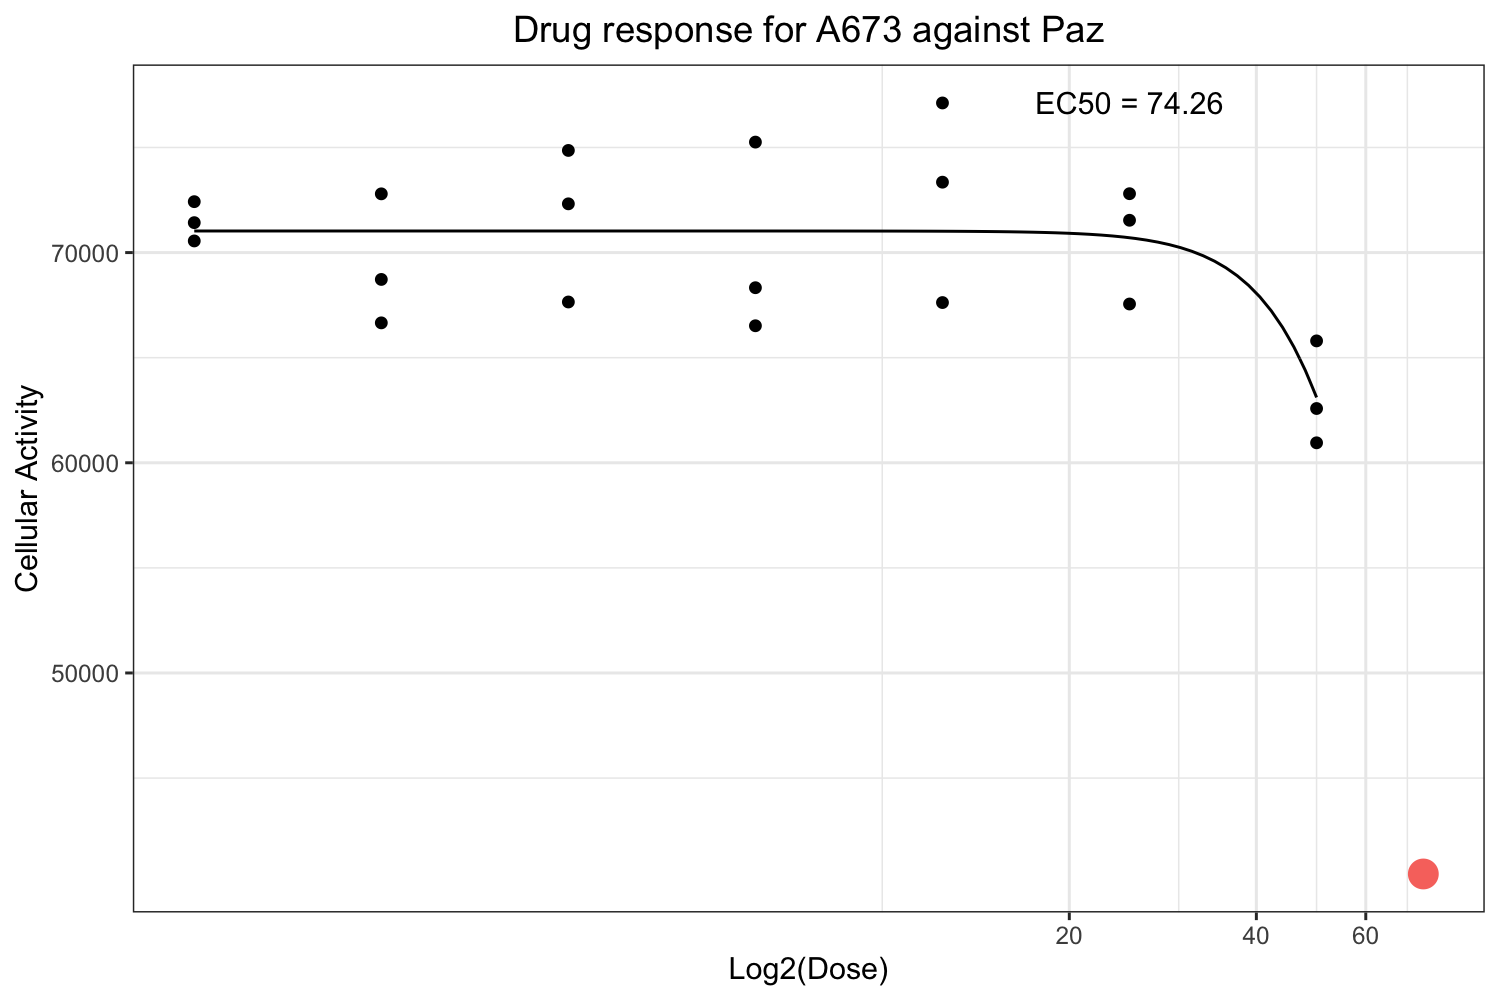 Drug response for A673 against Paz
EC50 = 74.26
Cellular Activity
70000
60000
50000
20
40
60
Log2(Dose)